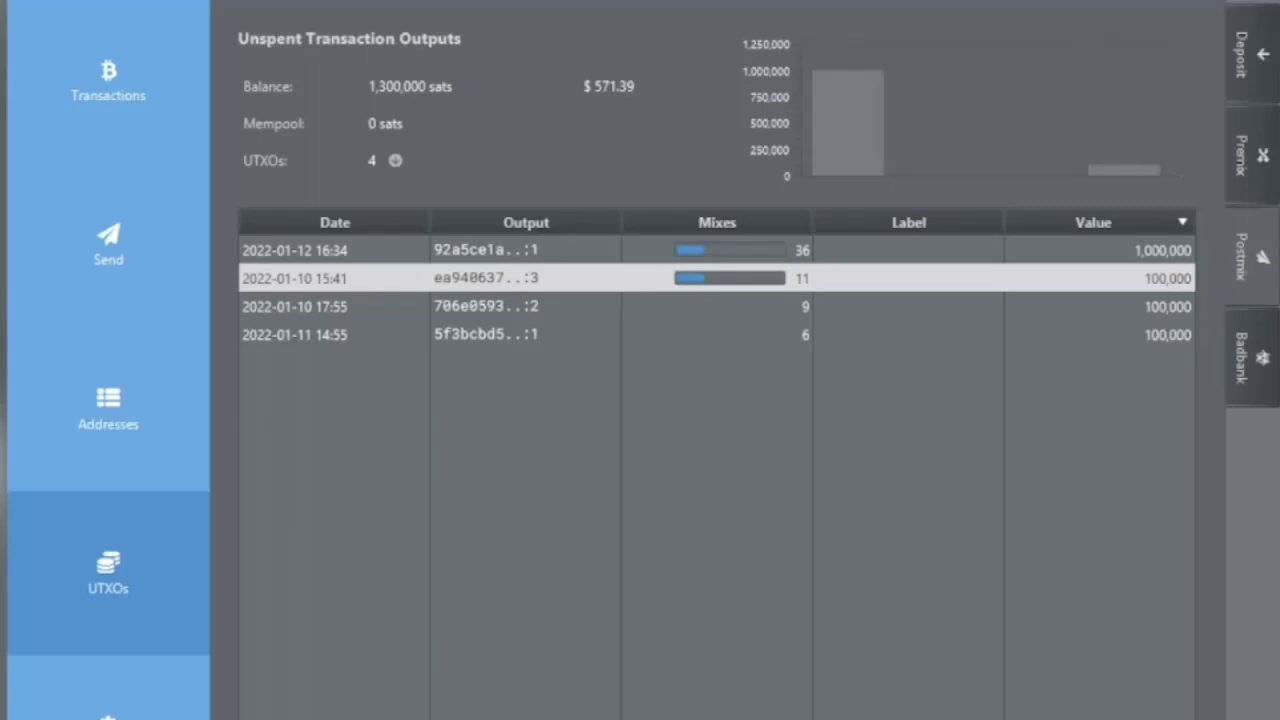 Transactions
Send
Addresses
UTXOs
Unspent Transaction Outputs
Balance: 1,300,000 sats $ 571.39
Mempool: 0 sats
UTXOs: 4
1,250,000
1,000,000
750,000
500,000
250,000
0
Date Output Mixes Label Value
2022-01-12 16:34 92a5ce1a..:1 36 1,000,000
2022-01-10 15:41 ea940637..:3 11 100,000
2022-01-10 17:55 706e0593..:2 9 100,000
2022-01-11 14:55 5f3bcbd5..:1 6 100,000
Deposit
Premix
Postmix
Badbank